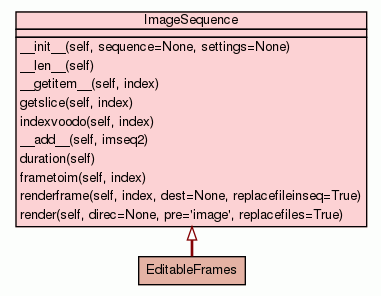 ImageSequence
__init__(self, sequence=None, settings=None)
__len__(self)
__getitem__(self, index)
getslice(self, index)
indexvoodo(self, index)
__add__(self, imseq2)
duration(self)
frametoim(self, index)
renderframe(self, index, dest=None, replacefileinseq=True)
render(self, direc=None, pre='image', replacefiles=True)
EditableFrames